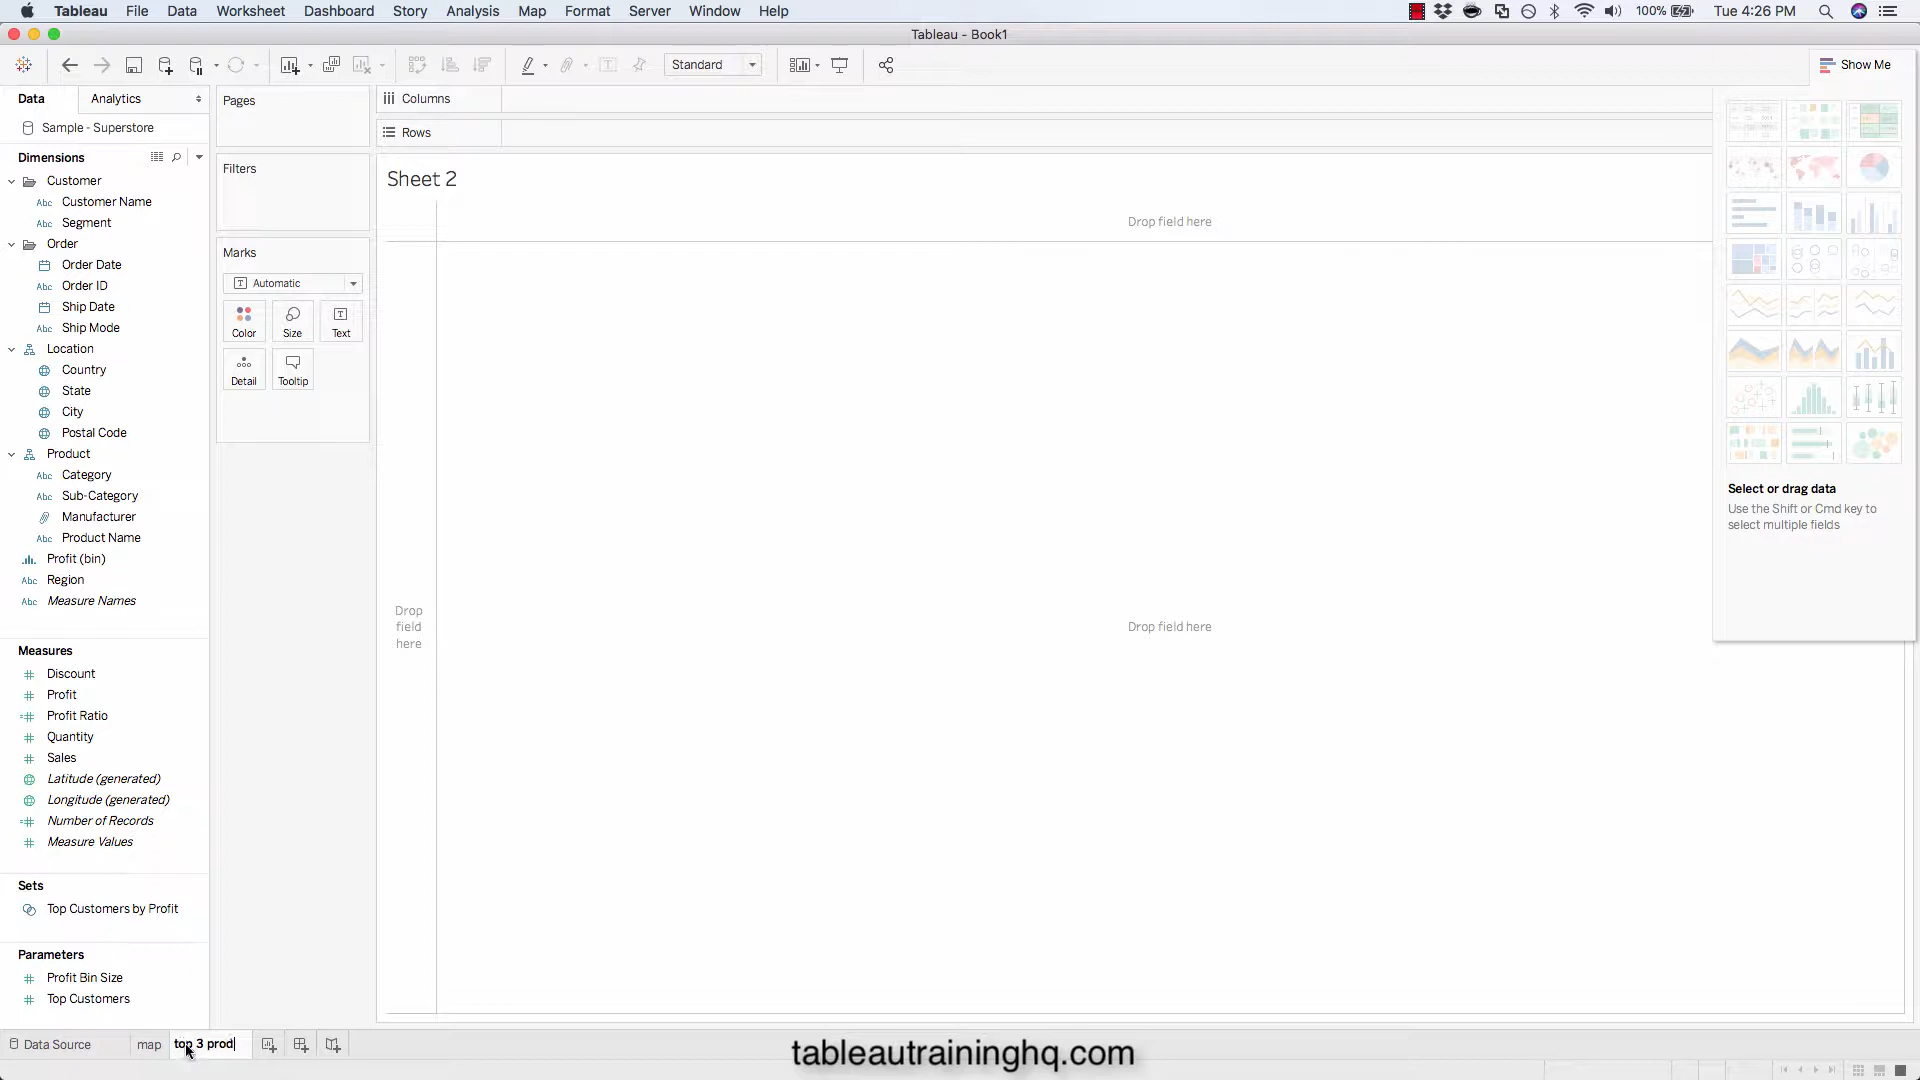 Tableau File Data Worksheet Dashboard Story Analysis Map Format Server Window Help 100% Tue 4:26 PM
Tableau - Book1
Standard Show Me
Data Analytics Pages Columns
Sample - Superstore
Rows
Dimensions Filters Sheet 2
Customer
Customer Name
Segment
Drop field here
Order
Marks
Order Date
Automatic
Order ID
Ship Date
Ship Mode
Color Size Text
Location
Country
State
Detail Tooltip
City
Postal Code
Product
Category
Sub-Category
Select or drag data
Use the Shift or Cmd key to
select multiple fields
Manufacturer
Product Name
Profit (bin)
Region
Measure Names
Drop
field
here
Drop field here
Measures
Discount
Profit
Profit Ratio
Quantity
Sales
Latitude (generated)
Longitude (generated)
Number of Records
Measure Values
Sets
Top Customers by Profit
Parameters
Profit Bin Size
Top Customers
Data Source map top 3 prod
tableautraininghq.com